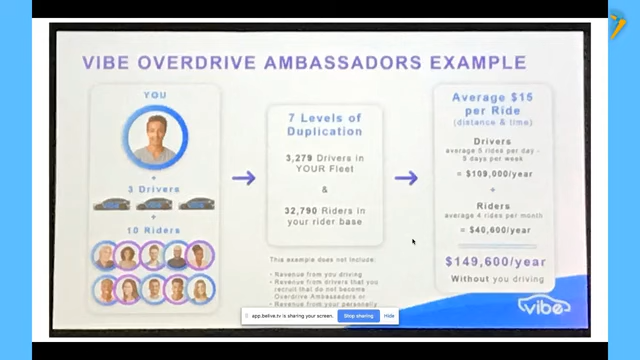 VIBE OVERDRIVE AMBASSADORS EXAMPLE
YOU
+
3 Drivers
+
10 Riders
7 Levels of
Duplication
3,279 Drivers in
YOUR Fleet
&
32,790 Riders in
your rider base
This example does not include:
• Revenue from you driving
• Revenue from drivers that you
recruit that do not become
Overdrive Ambassadors or
• Revenue from your personally
Average $15
per Ride
(distance & time)
Drivers
average 5 rides per day -
5 days per week
= $109,000/year
+
Riders
average 4 rides per month
= $40,600/year
$149,600/year
Without you driving
vibe
app.belive.tv is sharing your screen.
Stop sharing
Hide